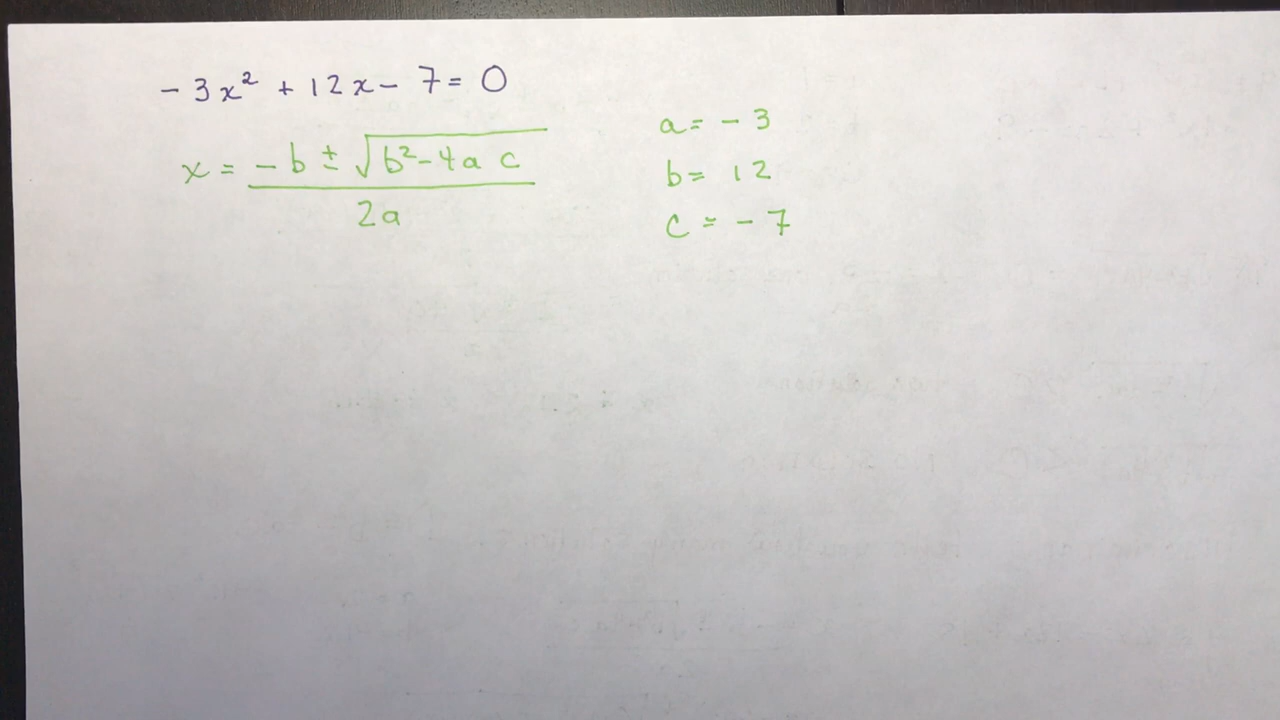 -3x² + 12x - 7 = 0
x = -b ± √b²-4ac
2a
a = -3
b = 12
c = -7